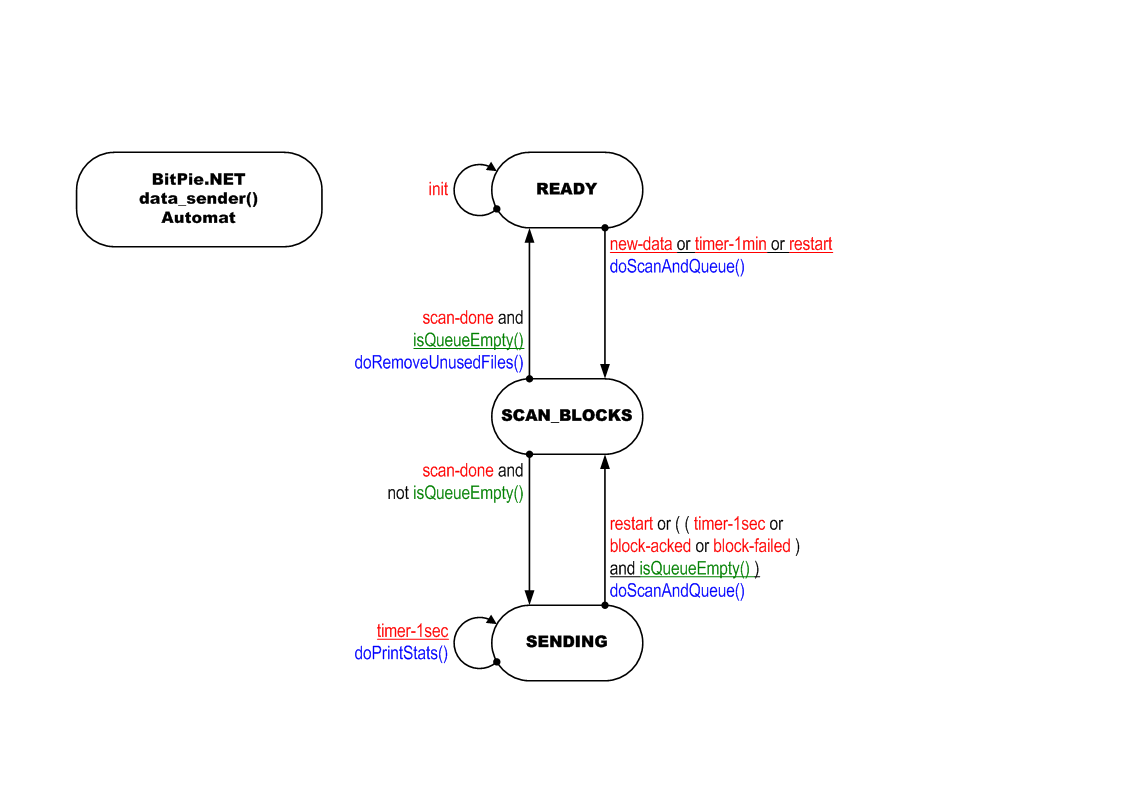 BitPie.NET
data_sender()
Automat
init
READY
new-data or timer-1min or restart
doScanAndQueue()
scan-done and
isQueueEmpty()
doRemoveUnusedFiles()
SCAN_BLOCKS
scan-done and
not isQueueEmpty()
restart or ( ( timer-1sec or
block-acked or block-failed )
and isQueueEmpty() )
doScanAndQueue()
timer-1sec
doPrintStats()
SENDING